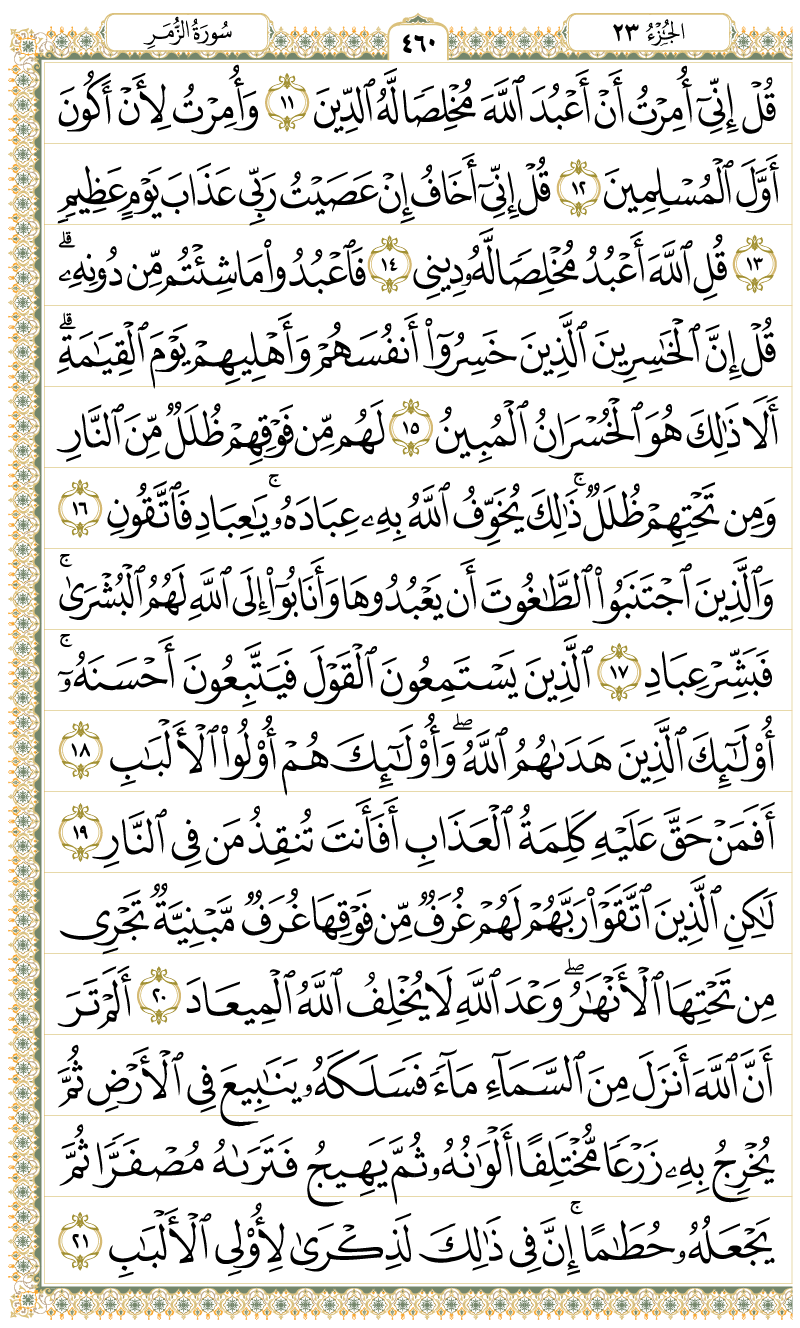 الجُزْءُ ٢٣
٤٦٠
سُورَةُ الزُّمَرِ
قُلْ إِنِّيٓ أُمِرْتُ أَنْ أَعْبُدَ ٱللَّهَ مُخْلِصًا لَّهُ ٱلدِّينَ ١١ وَأُمِرْتُ لِأَنْ أَكُونَ
أَوَّلَ ٱلْمُسْلِمِينَ ١٢ قُلْ إِنِّيٓ أَخَافُ إِنْ عَصَيْتُ رَبِّي عَذَابَ يَوْمٍ عَظِيمٍ
١٣ قُلِ ٱللَّهَ أَعْبُدُ مُخْلِصًا لَّهُۥ دِينِي ١٤ فَٱعْبُدُوا۟ مَا شِئْتُم مِّن دُونِهِۦ ۗ
قُلْ إِنَّ ٱلْخَٰسِرِينَ ٱلَّذِينَ خَسِرُوٓا۟ أَنفُسَهُمْ وَأَهْلِيهِمْ يَوْمَ ٱلْقِيَٰمَةِ ۗ
أَلَا ذَٰلِكَ هُوَ ٱلْخُسْرَانُ ٱلْمُبِينُ ١٥ لَهُم مِّن فَوْقِهِمْ ظُلَلٌ مِّنَ ٱلنَّارِ
وَمِن تَحْتِهِمْ ظُلَلٌ ۚ ذَٰلِكَ يُخَوِّفُ ٱللَّهُ بِهِۦ عِبَادَهُۥ ۚ يَٰعِبَادِ فَٱتَّقُونِ ١٦
وَٱلَّذِينَ ٱجْتَنَبُوا۟ ٱلطَّٰغُوتَ أَن يَعْبُدُوهَا وَأَنَابُوٓا۟ إِلَى ٱللَّهِ لَهُمُ ٱلْبُشْرَىٰ ۚ
فَبَشِّرْ عِبَادِ ١٧ ٱلَّذِينَ يَسْتَمِعُونَ ٱلْقَوْلَ فَيَتَّبِعُونَ أَحْسَنَهُۥٓ ۚ
أُو۟لَٰٓئِكَ ٱلَّذِينَ هَدَىٰهُمُ ٱللَّهُ ۖ وَأُو۟لَٰٓئِكَ هُمْ أُو۟لُوا۟ ٱلْأَلْبَٰبِ ١٨
أَفَمَنْ حَقَّ عَلَيْهِ كَلِمَةُ ٱلْعَذَابِ أَفَأَنتَ تُنقِذُ مَن فِي ٱلنَّارِ ١٩
لَٰكِنِ ٱلَّذِينَ ٱتَّقَوْا۟ رَبَّهُمْ لَهُمْ غُرَفٌ مِّن فَوْقِهَا غُرَفٌ مَّبْنِيَّةٌ تَجْرِي
مِن تَحْتِهَا ٱلْأَنْهَٰرُ ۖ وَعْدَ ٱللَّهِ لَا يُخْلِفُ ٱللَّهُ ٱلْمِيعَادَ ٢٠ أَلَمْ تَرَ
أَنَّ ٱللَّهَ أَنزَلَ مِنَ ٱلسَّمَآءِ مَآءً فَسَلَكَهُۥ يَنَٰبِيعَ فِي ٱلْأَرْضِ ثُمَّ
يُخْرِجُ بِهِۦ زَرْعًا مُّخْتَلِفًا أَلْوَٰنُهُۥ ثُمَّ يَهِيجُ فَتَرَىٰهُ مُصْفَرًّا ثُمَّ
يَجْعَلُهُۥ حُطَٰمًا ۚ إِنَّ فِي ذَٰلِكَ لَذِكْرَىٰ لِأُو۟لِي ٱلْأَلْبَٰبِ ٢١